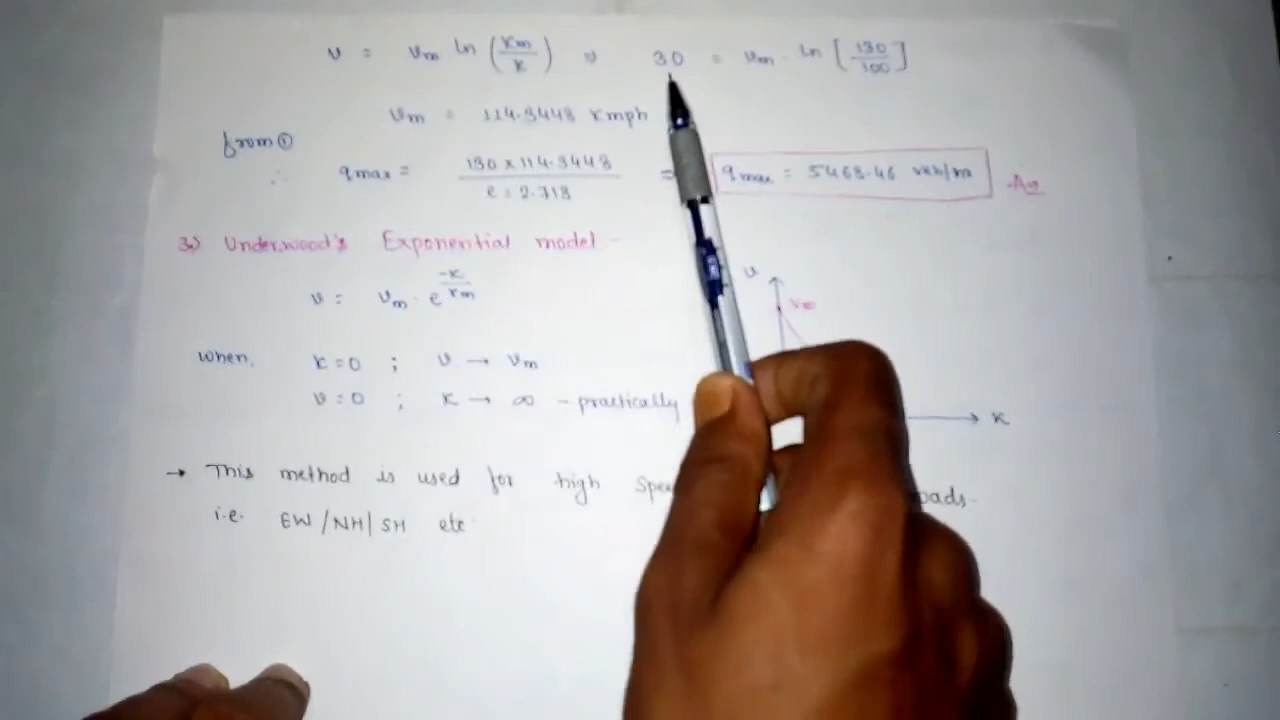 v = vm ln (Km/K) ⇒ 30 = vm . ln [130/100]
vm = 114.3448 Kmph
from ①
∴ qmax = 130 x 114.3448 / e = 2.718 = qmax = 5468.46 veh/hr Ans
3.) Underwood's Exponential model -
v = vm . e^(-K/Km)
v
vm
when, K = 0 ; v → vm
v = 0 ; K → ∞ - practically
K
→ This method is used for high
i.e. EW/NH/SH etc